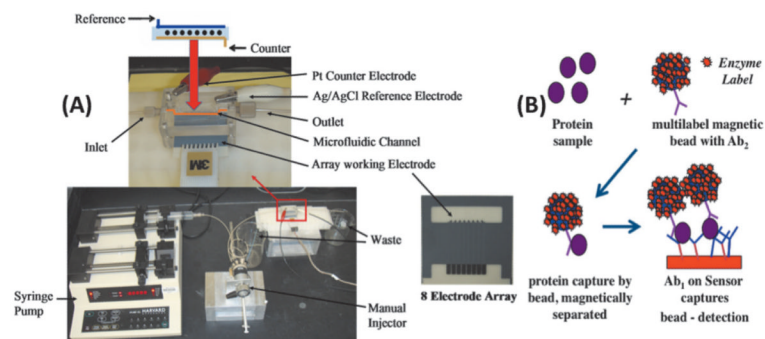 Reference
Counter
(A)
Pt Counter Electrode
Ag/AgCl Reference Electrode
Outlet
Inlet
Microfluidic Channel
Array working Electrode
3M
Waste
Syringe
Pump
HARVARD
Manual
Injector
8 Electrode Array
(B)
Enzyme
Label
Protein
sample
+
multilabel magnetic
bead with Ab2
protein capture by
bead, magnetically
separated
Ab1 on Sensor
captures
bead - detection